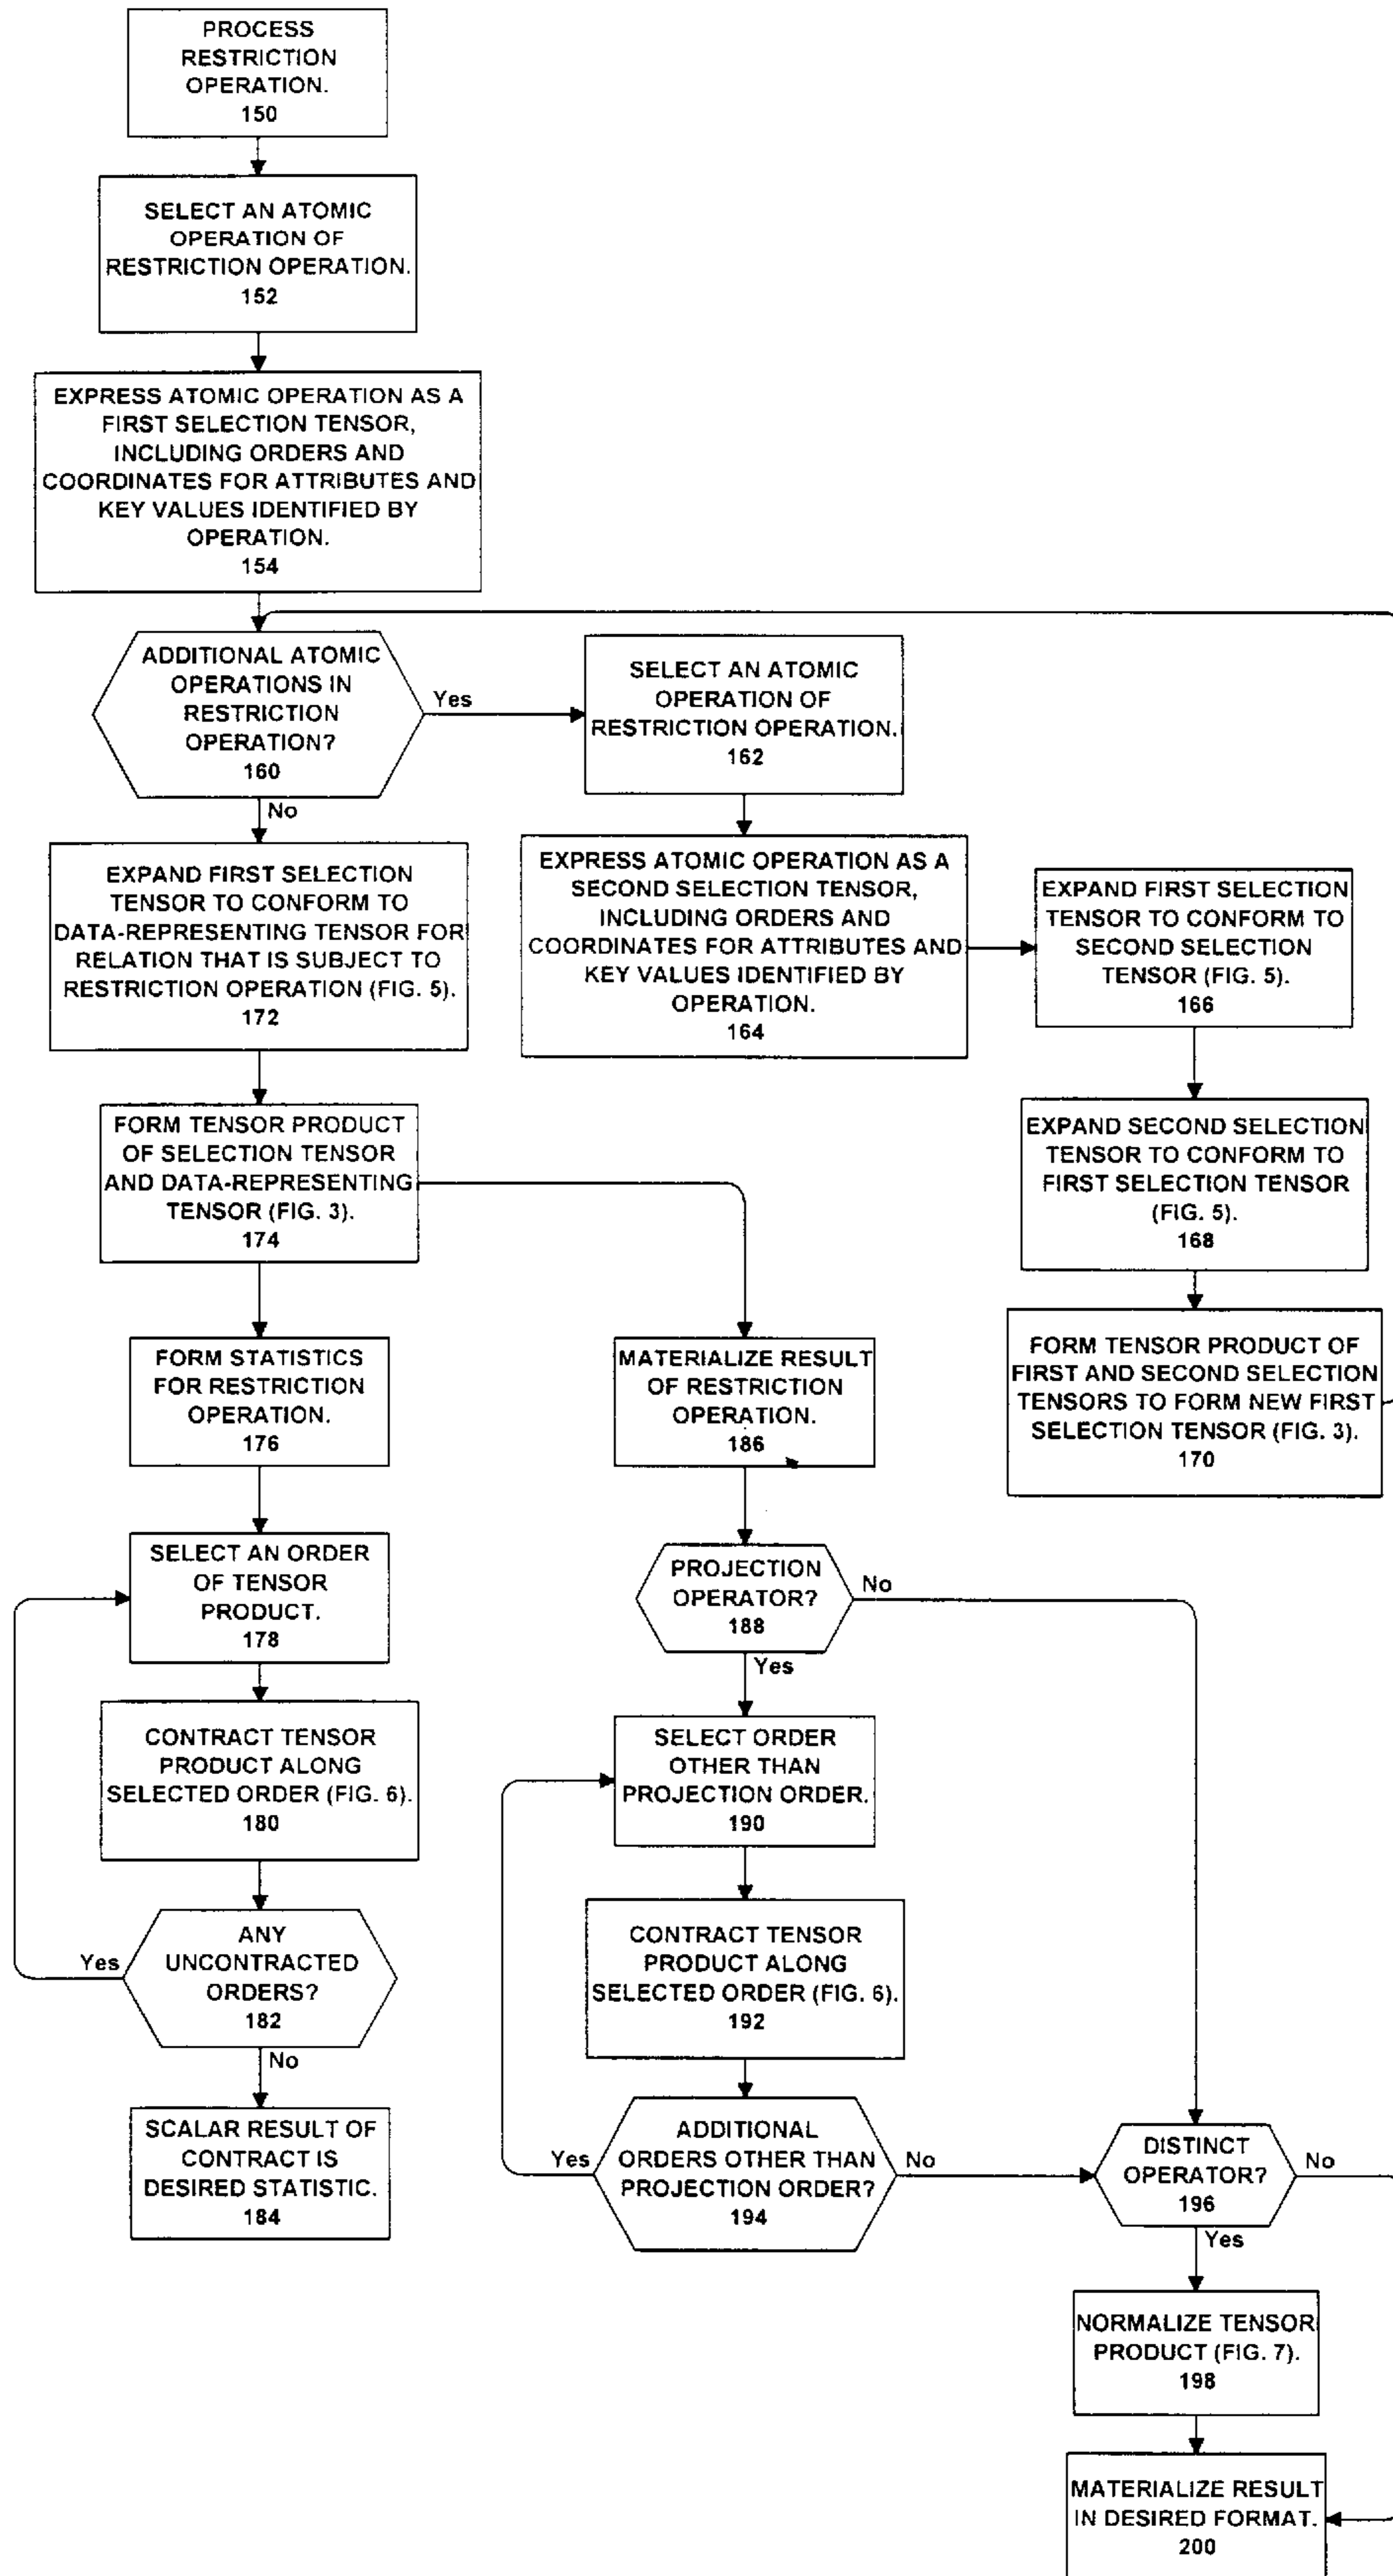 PROCESS
RESTRICTION
OPERATION.
150
SELECT AN ATOMIC
OPERATION OF
RESTRICTION OPERATION.
152
EXPRESS ATOMIC OPERATION AS A
FIRST SELECTION TENSOR,
INCLUDING ORDERS AND
COORDINATES FOR ATTRIBUTES AND
KEY VALUES IDENTIFIED BY
OPERATION.
154
ADDITIONAL ATOMIC
OPERATIONS IN
RESTRICTION
OPERATION?
160
Yes
No
SELECT AN ATOMIC
OPERATION OF
RESTRICTION OPERATION.
162
EXPRESS ATOMIC OPERATION AS A
SECOND SELECTION TENSOR,
INCLUDING ORDERS AND
COORDINATES FOR ATTRIBUTES AND
KEY VALUES IDENTIFIED BY
OPERATION.
164
EXPAND FIRST SELECTION
TENSOR TO CONFORM TO
SECOND SELECTION
TENSOR (FIG. 5).
166
EXPAND SECOND SELECTION
TENSOR TO CONFORM TO
FIRST SELECTION TENSOR
(FIG. 5).
168
FORM TENSOR PRODUCT OF
FIRST AND SECOND SELECTION
TENSORS TO FORM NEW FIRST
SELECTION TENSOR (FIG. 3).
170
EXPAND FIRST SELECTION
TENSOR TO CONFORM TO
DATA-REPRESENTING TENSOR FOR
RELATION THAT IS SUBJECT TO
RESTRICTION OPERATION (FIG. 5).
172
FORM TENSOR PRODUCT
OF SELECTION TENSOR
AND DATA-REPRESENTING
TENSOR (FIG. 3).
174
FORM STATISTICS
FOR RESTRICTION
OPERATION.
176
SELECT AN ORDER
OF TENSOR
PRODUCT.
178
CONTRACT TENSOR
PRODUCT ALONG
SELECTED ORDER (FIG. 6).
180
ANY
UNCONTRACTED
ORDERS?
182
Yes
No
SCALAR RESULT OF
CONTRACT IS
DESIRED STATISTIC.
184
MATERIALIZE RESULT
OF RESTRICTION
OPERATION.
186
PROJECTION
OPERATOR?
188
No
Yes
SELECT ORDER
OTHER THAN
PROJECTION ORDER.
190
CONTRACT TENSOR
PRODUCT ALONG
SELECTED ORDER (FIG. 6).
192
ADDITIONAL
ORDERS OTHER THAN
PROJECTION ORDER?
194
Yes
No
DISTINCT
OPERATOR?
196
No
Yes
NORMALIZE TENSOR
PRODUCT (FIG. 7).
198
MATERIALIZE RESULT
IN DESIRED FORMAT.
200